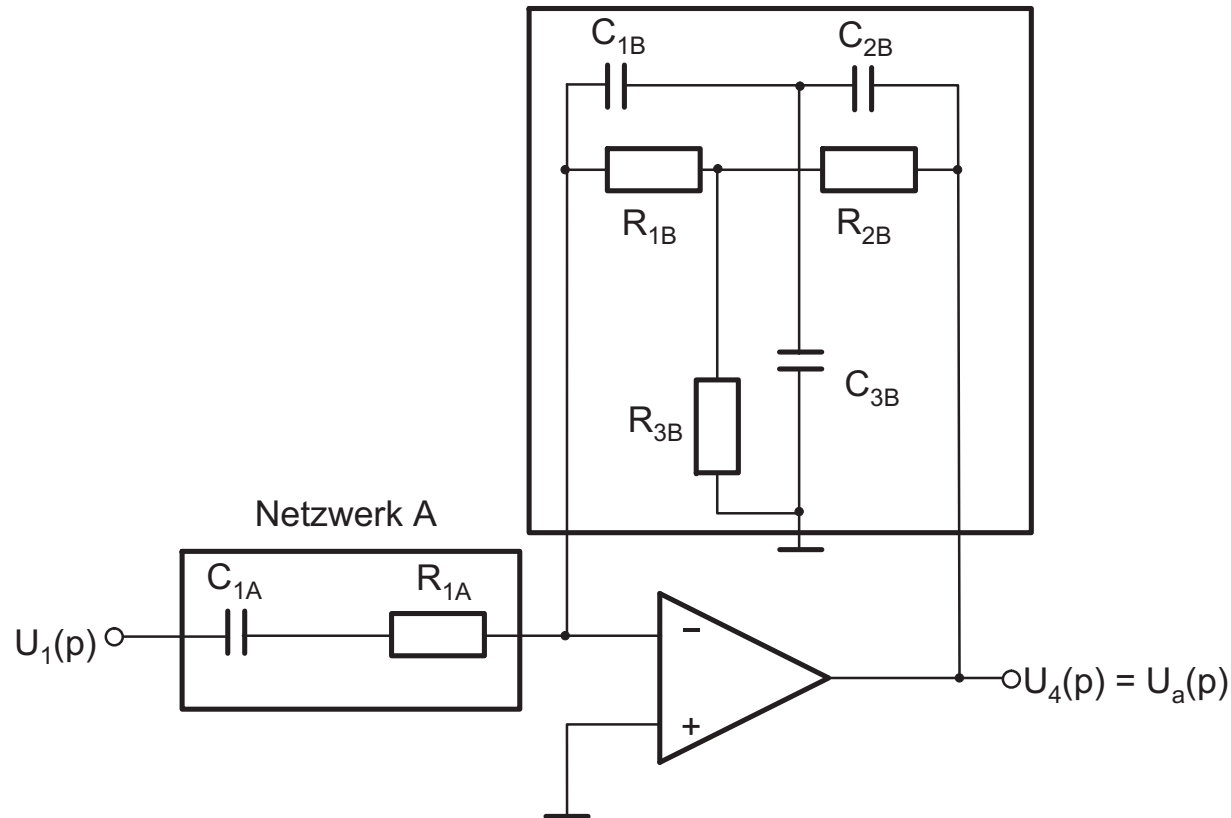 C1B
C2B
R1B
R2B
C3B
R3B
Netzwerk A
C1A
R1A
U1(p)
−
+
U4(p) = Ua(p)